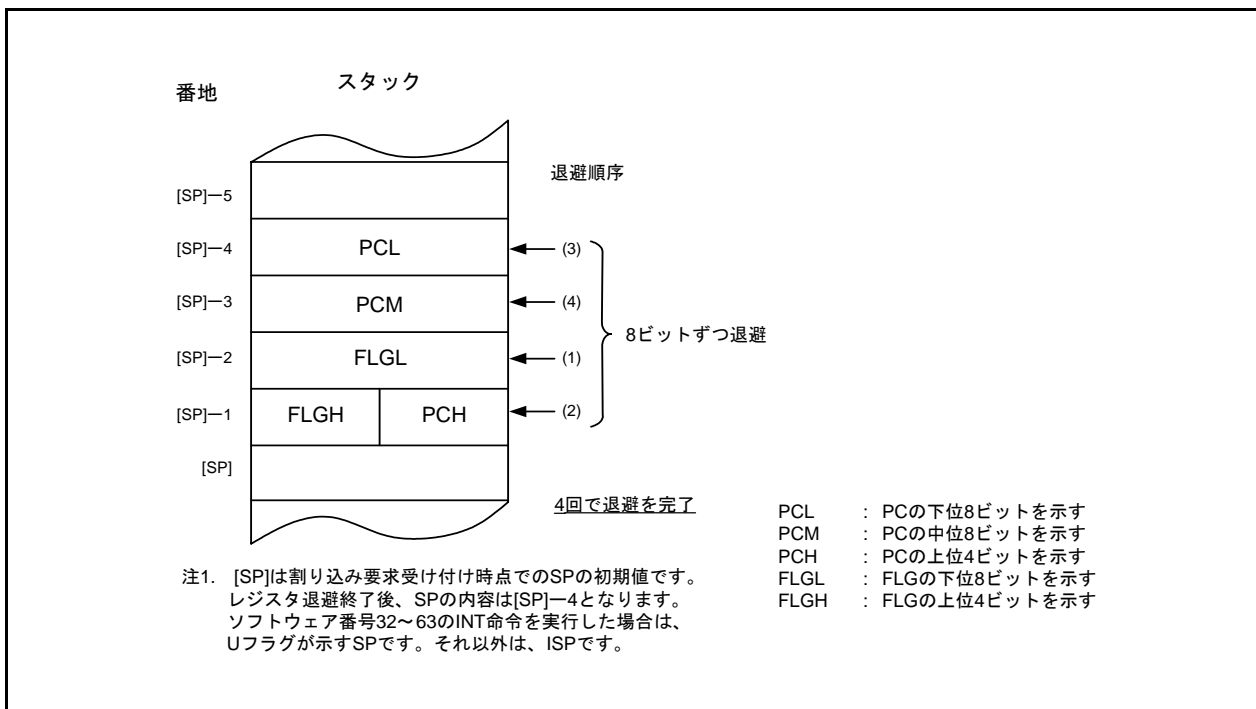 番地
スタック
退避順序
[SP]ー5
[SP]ー4 PCL (3)
[SP]ー3 PCM (4)
8ビットずつ退避
[SP]ー2 FLGL (1)
[SP]ー1 FLGH PCH (2)
[SP]
4回で退避を完了
PCL : PCの下位8ビットを示す
PCM : PCの中位8ビットを示す
PCH : PCの上位4ビットを示す
FLGL : FLGの下位8ビットを示す
FLGH : FLGの上位4ビットを示す
注1. [SP]は割り込み要求受け付け時点でのSPの初期値です。
レジスタ退避終了後、SPの内容は[SP]ー4となります。
ソフトウェア番号32～63のINT命令を実行した場合は、
Uフラグが示すSPです。それ以外は、ISPです。